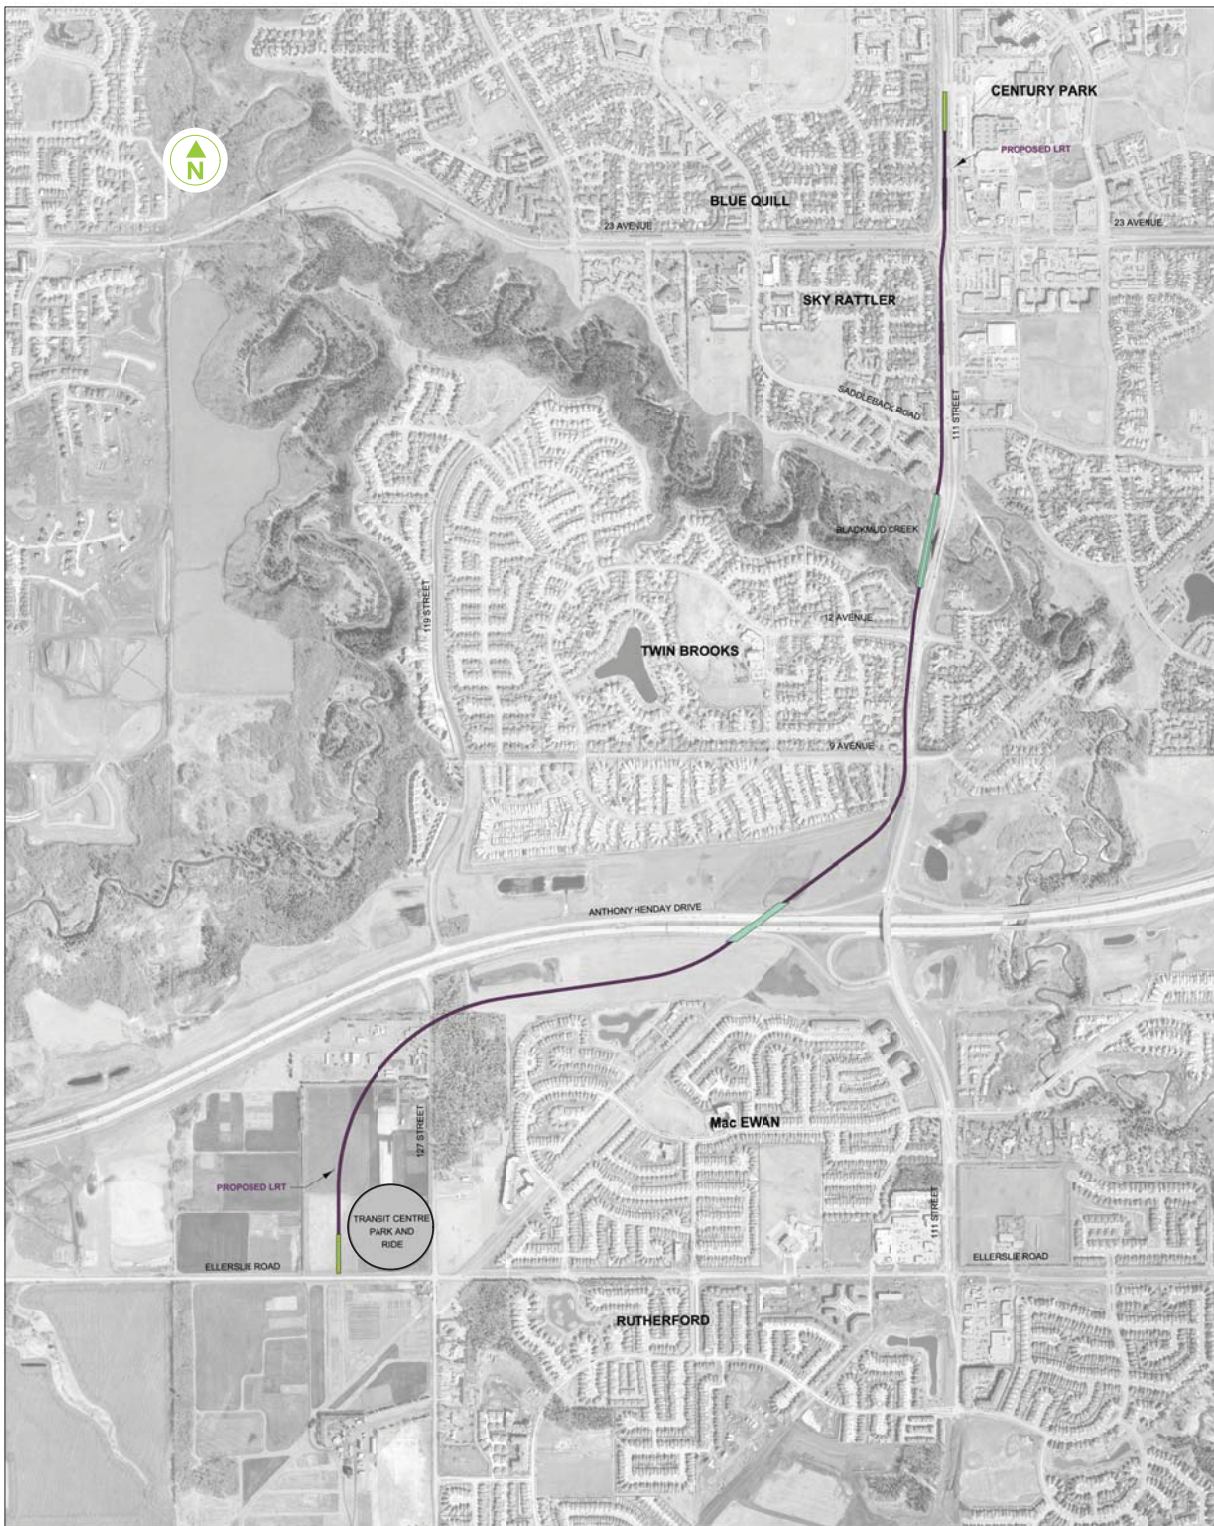 CENTURY PARK
N
PROPOSED LRT
BLUE QUILL
23 AVENUE
23 AVENUE
SKY RATTLER
SADDLEBACK ROAD
111 STREET
BLACKMUD CREEK
119 STREET
12 AVENUE
TWIN BROOKS
9 AVENUE
ANTHONY HENDAY DRIVE
127 STREET
Mac EWAN
PROPOSED LRT
111 STREET
TRANSIT CENTRE
PARK AND
RIDE
ELLERSLIE ROAD
ELLERSLIE ROAD
RUTHERFORD